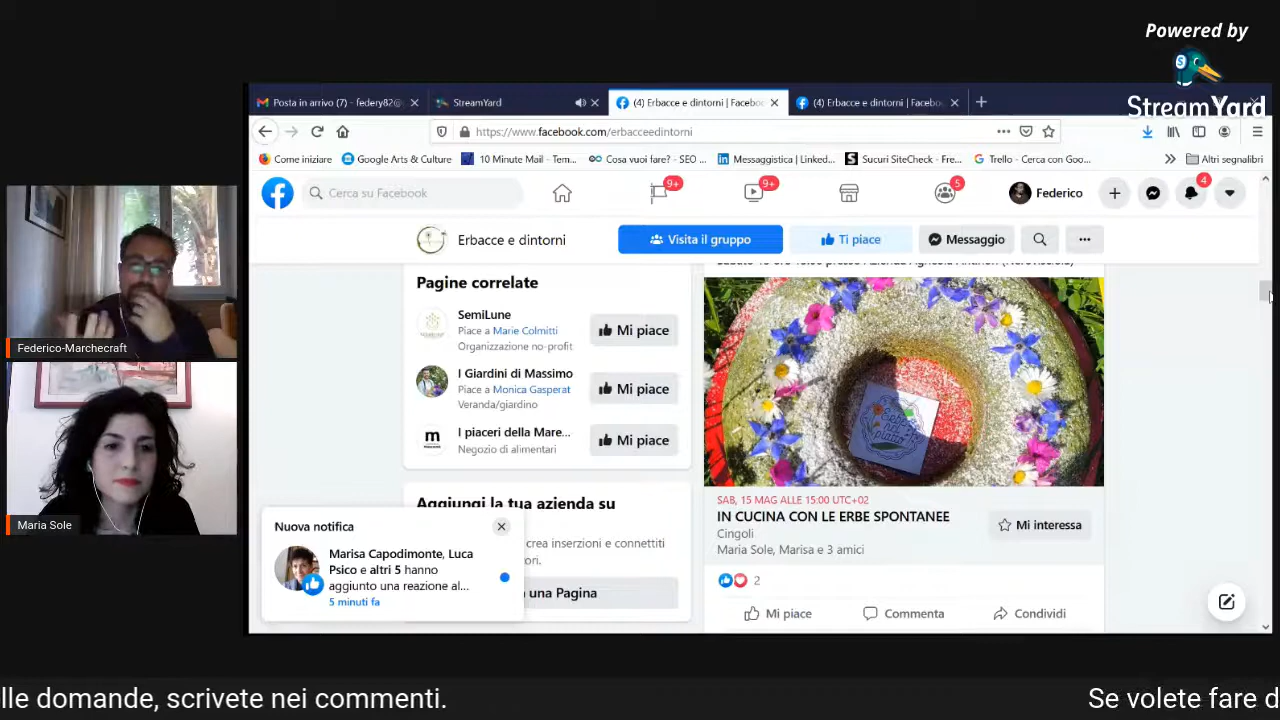 Powered by
StreamYard
Posta in arrivo (7) - federy82@
StreamYard
(4) Erbacce e dintorni | Facebo
(4) Erbacce e dintorni | Facebo
https://www.facebook.com/erbacceedintorni
Come iniziare
Google Arts & Culture
10 Minute Mail - Tem...
Cosa vuoi fare? - SEO ...
Messaggistica | Linked...
Sucuri SiteCheck - Fre...
Trello - Cerca con Goo...
Altri segnalibri
Cerca su Facebook
9+
9+
5
Federico
4
Erbacce e dintorni
Visita il gruppo
Ti piace
Messaggio
Pagine correlate
SemiLune
Piace a Marie Colmitti
Organizzazione no-profit
Mi piace
I Giardini di Massimo
Piace a Monica Gasperat
Veranda/giardino
Mi piace
I piaceri della Mare...
Negozio di alimentari
Mi piace
Aggiungi la tua azienda su
crea inserzioni e connettiti
una Pagina
Nuova notifica
Marisa Capodimonte, Luca
Psico e altri 5 hanno
aggiunto una reazione al...
5 minuti fa
SAB, 15 MAG ALLE 15:00 UTC+02
IN CUCINA CON LE ERBE SPONTANEE
Cingoli
Maria Sole, Marisa e 3 amici
Mi interessa
2
Mi piace
Commenta
Condividi
Federico-Marchecraft
Maria Sole
lle domande, scrivete nei commenti.
Se volete fare d